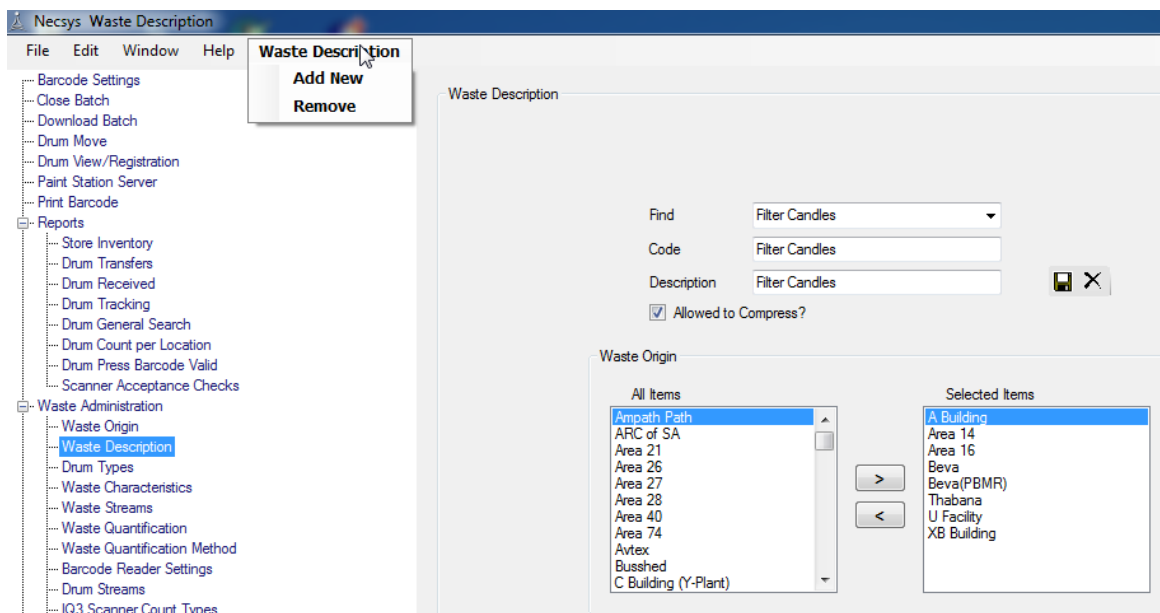 Necsys Waste Description
File Edit Window Help Waste Description
Add New
Remove
Barcode Settings
Close Batch
Download Batch
Drum Move
Drum View/Registration
Paint Station Server
Print Barcode
Reports
Store Inventory
Drum Transfers
Drum Received
Drum Tracking
Drum General Search
Drum Count per Location
Drum Press Barcode Valid
Scanner Acceptance Checks
Waste Administration
Waste Origin
Waste Description
Drum Types
Waste Characteristics
Waste Streams
Waste Quantification
Waste Quantification Method
Barcode Reader Settings
Drum Streams
IQ3 Scanner Count Types
Waste Description
Find Filter Candles
Code Filter Candles
Description Filter Candles
Allowed to Compress?
Waste Origin
All Items
Ampath Path
ARC of SA
Area 21
Area 26
Area 27
Area 28
Area 40
Area 74
Avtex
Busshed
C Building (Y-Plant)
>
<
Selected Items
A Building
Area 14
Area 16
Beva
Beva(PBMR)
Thabana
U Facility
XB Building